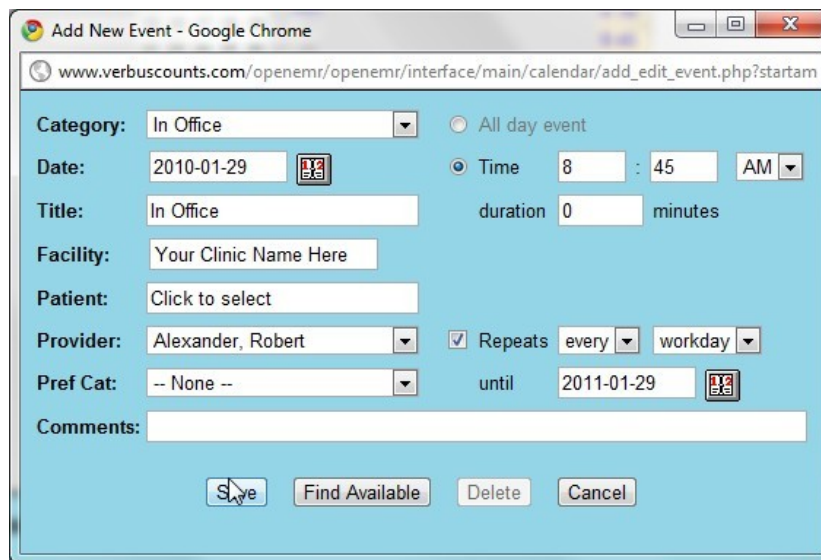 Add New Event - Google Chrome
www.verbuscounts.com/openemr/openemr/interface/main/calendar/add_edit_event.php?startam
Category: In Office All day event
Date: 2010-01-29 Time 8 : 45 AM
Title: In Office duration 0 minutes
Facility: Your Clinic Name Here
Patient: Click to select
Provider: Alexander, Robert Repeats every workday
Pref Cat: -- None -- until 2011-01-29
Comments:
Save Find Available Delete Cancel